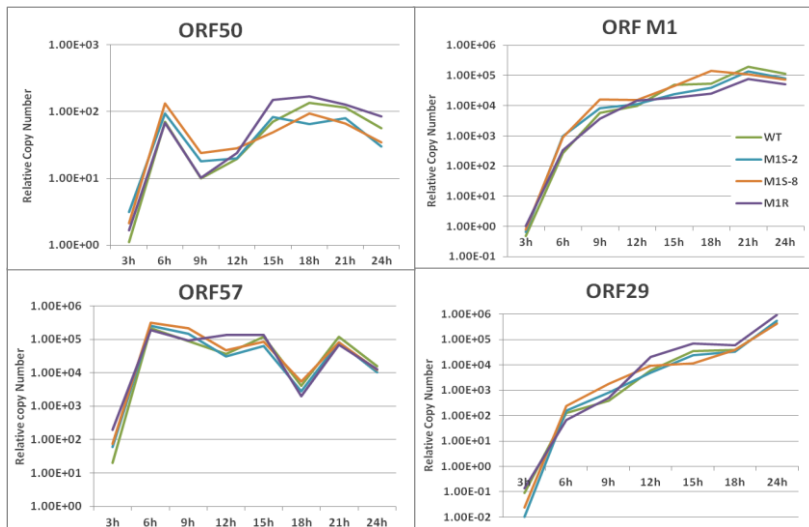 ORF50
1.00E+03
1.00E+02
1.00E+01
1.00E+00
Relative Copy Number
3h 6h 9h 12h 15h 18h 21h 24h
ORF M1
1.00E+06
1.00E+05
1.00E+04
1.00E+03
1.00E+02
1.00E+01
1.00E+00
1.00E-01
Relative Copy Number
WT
M1S-2
M1S-8
M1R
3h 6h 9h 12h 15h 18h 21h 24h
ORF57
1.00E+06
1.00E+05
1.00E+04
1.00E+03
1.00E+02
1.00E+01
1.00E+00
Relative copy Number
3h 6h 9h 12h 15h 18h 21h 24h
ORF29
1.00E+06
1.00E+05
1.00E+04
1.00E+03
1.00E+02
1.00E+01
1.00E+00
1.00E-01
1.00E-02
Relative Copy Number
3h 6h 9h 12h 15h 18h 24h